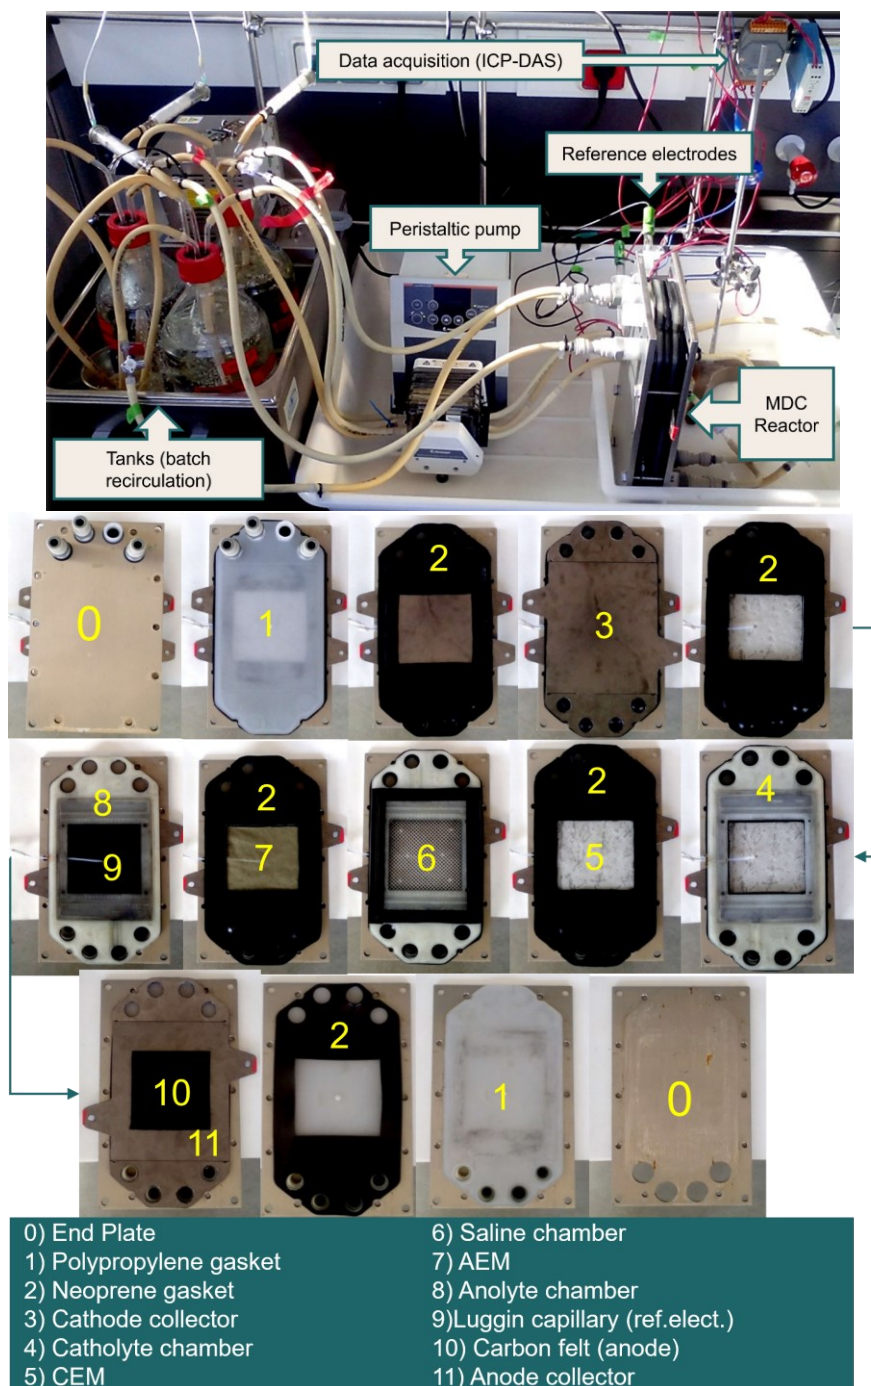 Data acquisition (ICP-DAS)
Reference electrodes
Peristaltic pump
MDC
Reactor
Tanks (batch
recirculation)
0
1
2
3
2
8
9
2
7
6
2
5
4
10
11
2
1
0
0) End Plate
1) Polypropylene gasket
2) Neoprene gasket
3) Cathode collector
4) Catholyte chamber
5) CEM
6) Saline chamber
7) AEM
8) Anolyte chamber
9)Luggin capillary (ref.elect.)
10) Carbon felt (anode)
11) Anode collector